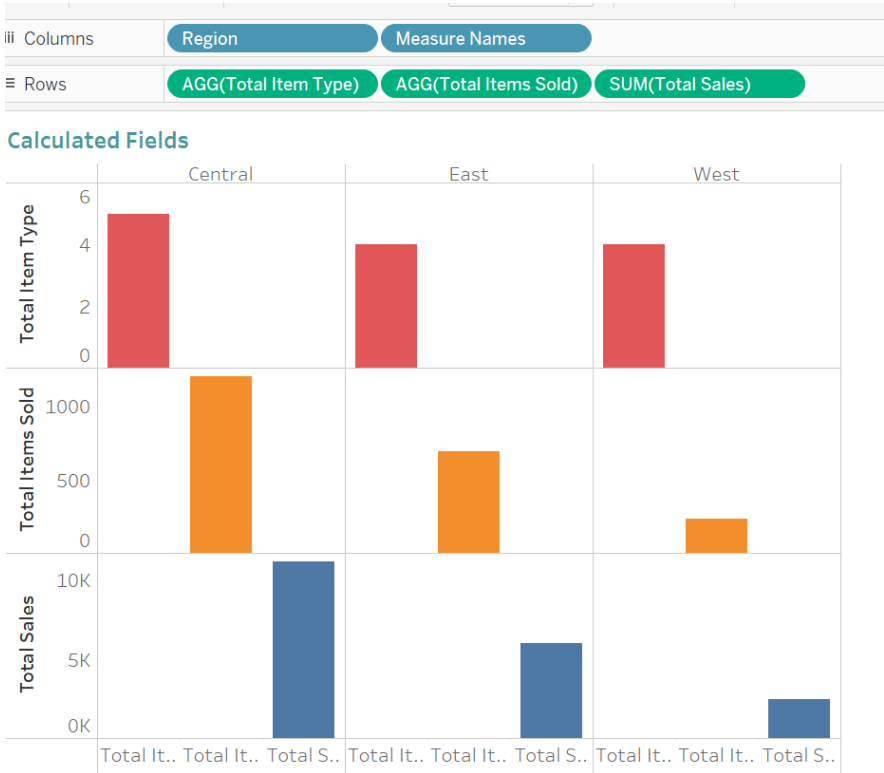 iii Columns Region Measure Names
Rows AGG(Total Item Type) AGG(Total Items Sold) SUM(Total Sales)
Calculated Fields
Central East West
Total Item Type
6
4
2
0
Total Items Sold
1000
500
0
Total Sales
10K
5K
0K
Total It.. Total It.. Total S.. Total It.. Total It.. Total S.. Total It.. Total It.. Total S..